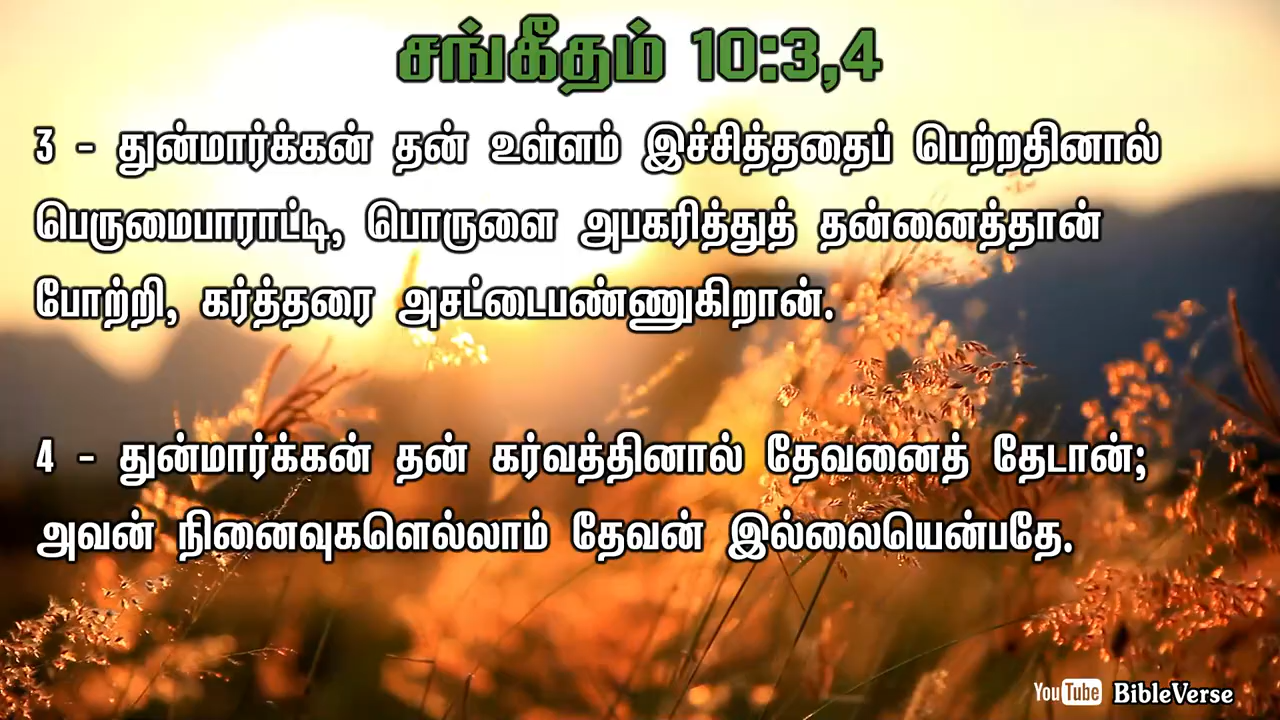 சங்கீதம் 10:3,4
3 - துன்மார்க்கன் தன் உள்ளம் இச்சித்ததைப் பெற்றதினால்
பெருமைபாராட்டி, பொருளை அபகரித்துத் தன்னைத்தான்
போற்றி, கர்த்தரை அசட்டைபண்ணுகிறான்.
4 - துன்மார்க்கன் தன் கர்வத்தினால் தேவனைத் தேடான்;
அவன் நினைவுகளெல்லாம் தேவன் இல்லையென்பதே.
YouTube BibleVerse